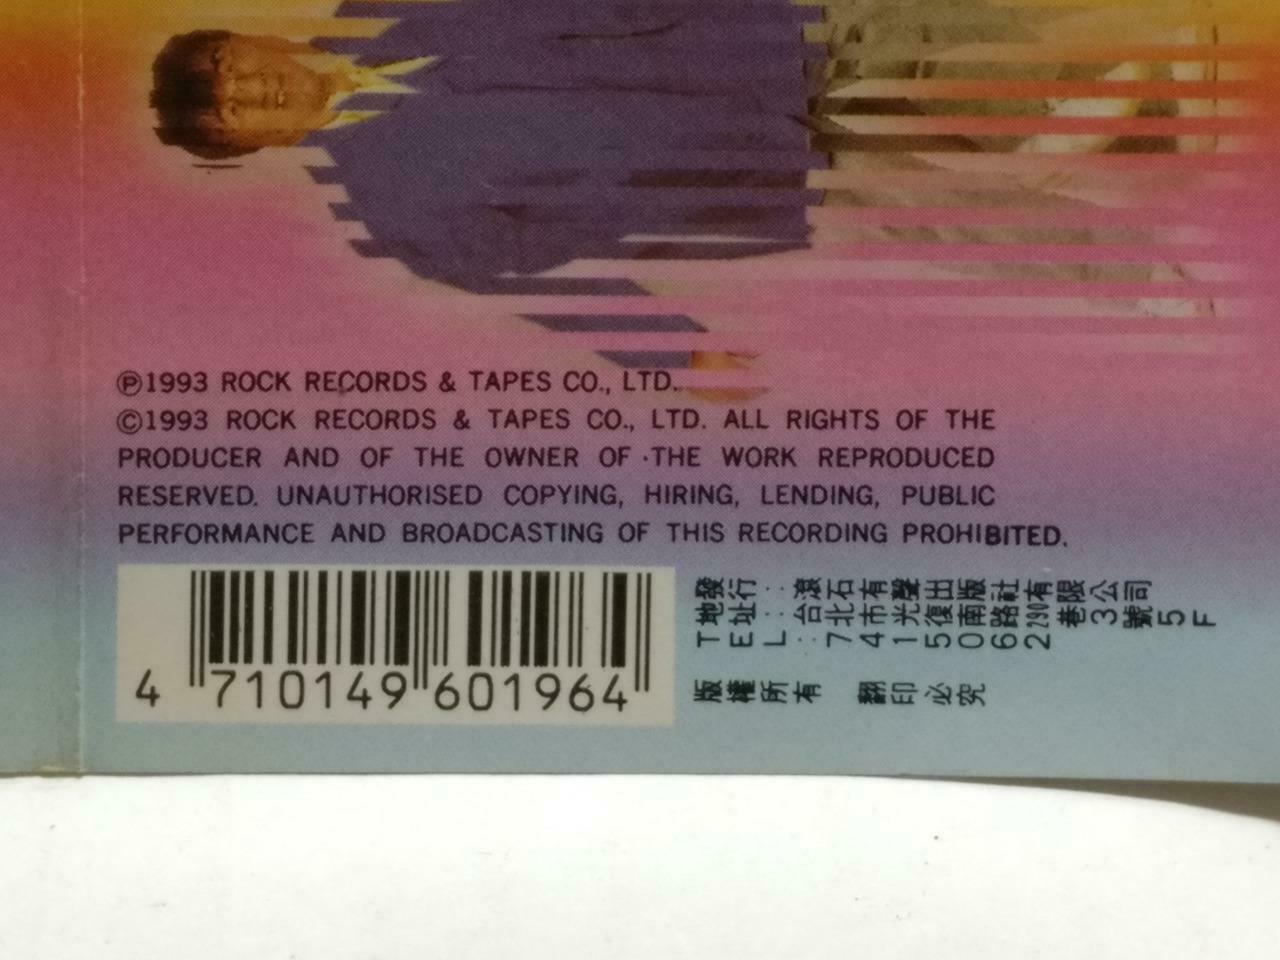 Ⓟ1993 ROCK RECORDS & TAPES CO., LTD.
©1993 ROCK RECORDS & TAPES CO., LTD. ALL RIGHTS OF THE
PRODUCER AND OF THE OWNER OF THE WORK REPRODUCED
RESERVED. UNAUTHORISED COPYING, HIRING, LENDING, PUBLIC
PERFORMANCE AND BROADCASTING OF THIS RECORDING PROHIBITED.
4 710149 601964
發行：滾石有聲出版社有限公司
地址：台北市光復南路290巷3號5F
TEL：7415062
版權所有 翻印必究